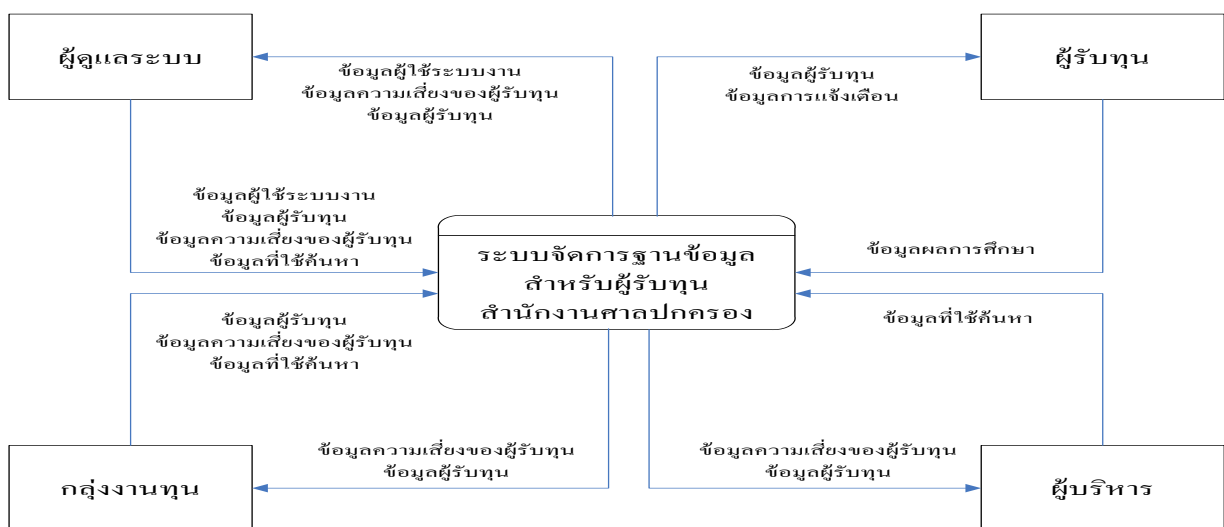 ผู้ดูแลระบบ
ข้อมูลผู้ใช้ระบบงาน
ข้อมูลความเสี่ยงของผู้รับทุน
ข้อมูลผู้รับทุน
ข้อมูลผู้รับทุน
ข้อมูลการแจ้งเตือน
ผู้รับทุน
ข้อมูลผู้ใช้ระบบงาน
ข้อมูลผู้รับทุน
ข้อมูลความเสี่ยงของผู้รับทุน
ข้อมูลที่ใช้ค้นหา
ระบบจัดการฐานข้อมูล
สำหรับผู้รับทุน
สำนักงานศาลปกครอง
ข้อมูลผลการศึกษา
ข้อมูลผู้รับทุน
ข้อมูลความเสี่ยงของผู้รับทุน
ข้อมูลที่ใช้ค้นหา
ข้อมูลที่ใช้ค้นหา
กลุ่งงานทุน
ข้อมูลความเสี่ยงของผู้รับทุน
ข้อมูลผู้รับทุน
ข้อมูลความเสี่ยงของผู้รับทุน
ข้อมูลผู้รับทุน
ผู้บริหาร